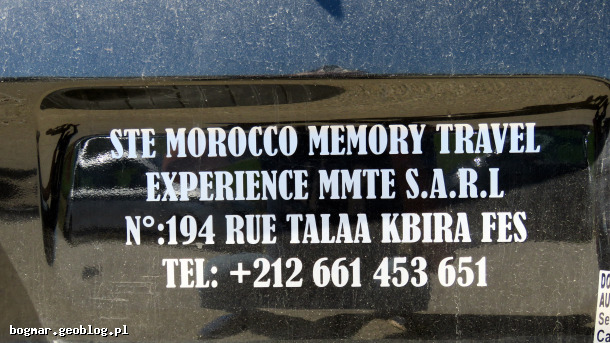 STE MOROCCO MEMORY TRAVEL
EXPERIENCE MMTE S.A.R.L
N°:194 RUE TALAA KBIRA FES
TEL: +212 661 453 651
bogmar.geoblog.pl